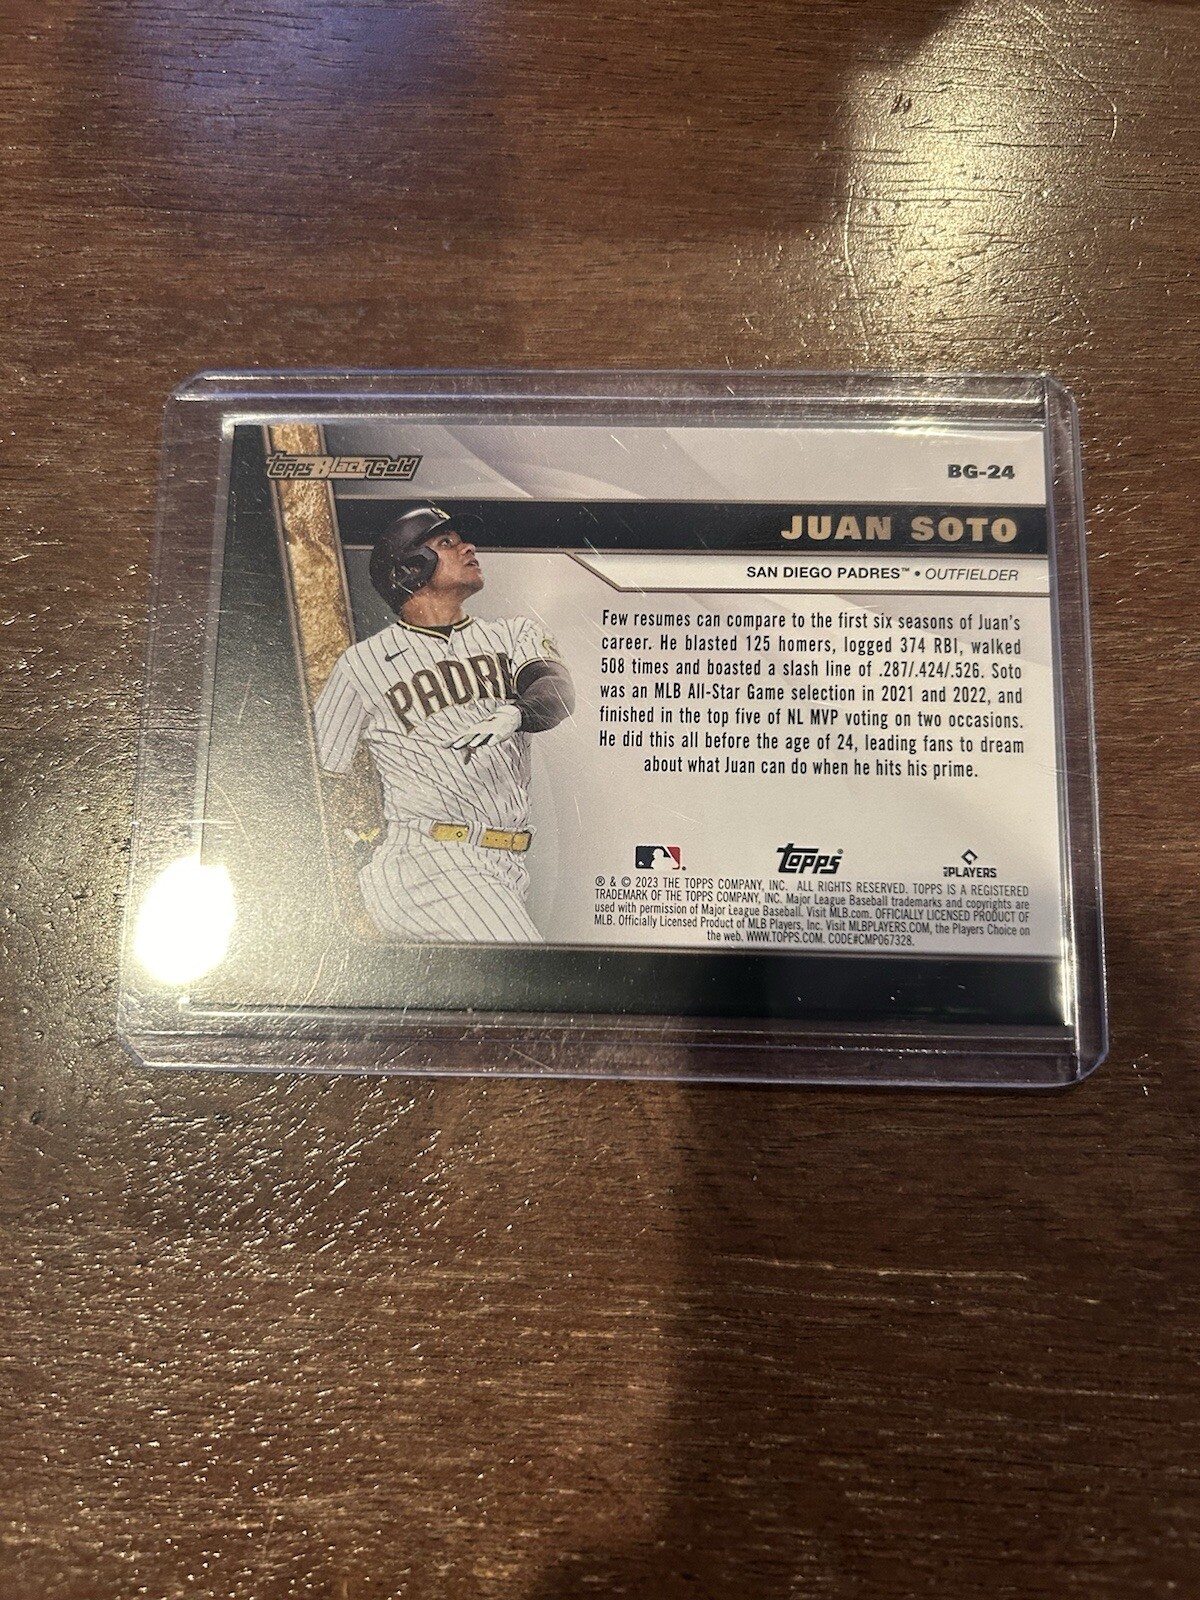 Topps Black Gold
BG-24
JUAN SOTO
SAN DIEGO PADRES™ • OUTFIELDER
Few resumes can compare to the first six seasons of Juan's
career. He blasted 125 homers, logged 374 RBI, walked
508 times and boasted a slash line of .287/.424/.526. Soto
was an MLB All-Star Game selection in 2021 and 2022, and
finished in the top five of NL MVP voting on two occasions.
He did this all before the age of 24, leading fans to dream
about what Juan can do when he hits his prime.
PADRE
topps®
PLAYERS
® & © 2023 THE TOPPS COMPANY, INC. ALL RIGHTS RESERVED. TOPPS IS A REGISTERED
TRADEMARK OF THE TOPPS COMPANY, INC. Major League Baseball trademarks and copyrights are
used with permission of Major League Baseball. Visit MLB.com. OFFICIALLY LICENSED PRODUCT OF
MLB. Officially Licensed Product of MLB Players, Inc. Visit MLBPLAYERS.COM, the Players Choice on
the web. WWW.TOPPS.COM. CODE#CMP067328.